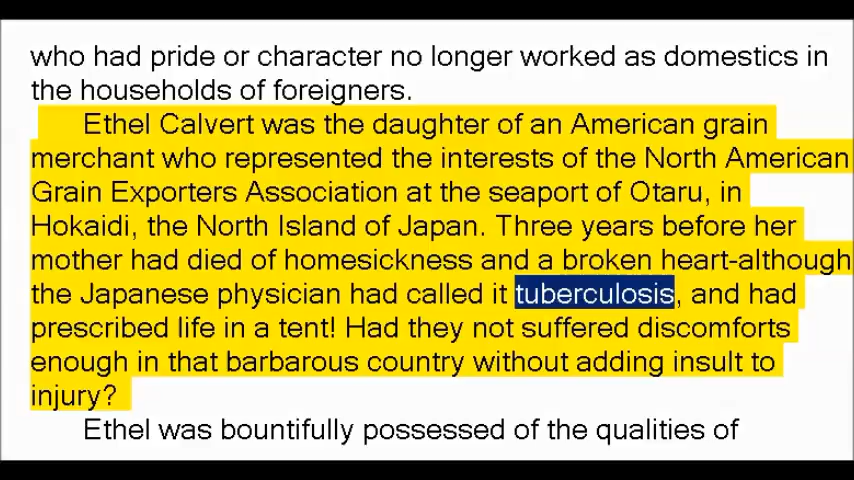 who had pride or character no longer worked as domestics in
the households of foreigners.
Ethel Calvert was the daughter of an American grain
merchant who represented the interests of the North American
Grain Exporters Association at the seaport of Otaru, in
Hokaidi, the North Island of Japan. Three years before her
mother had died of homesickness and a broken heart-although
the Japanese physician had called it tuberculosis, and had
prescribed life in a tent! Had they not suffered discomforts
enough in that barbarous country without adding insult to
injury?
Ethel was bountifully possessed of the qualities of